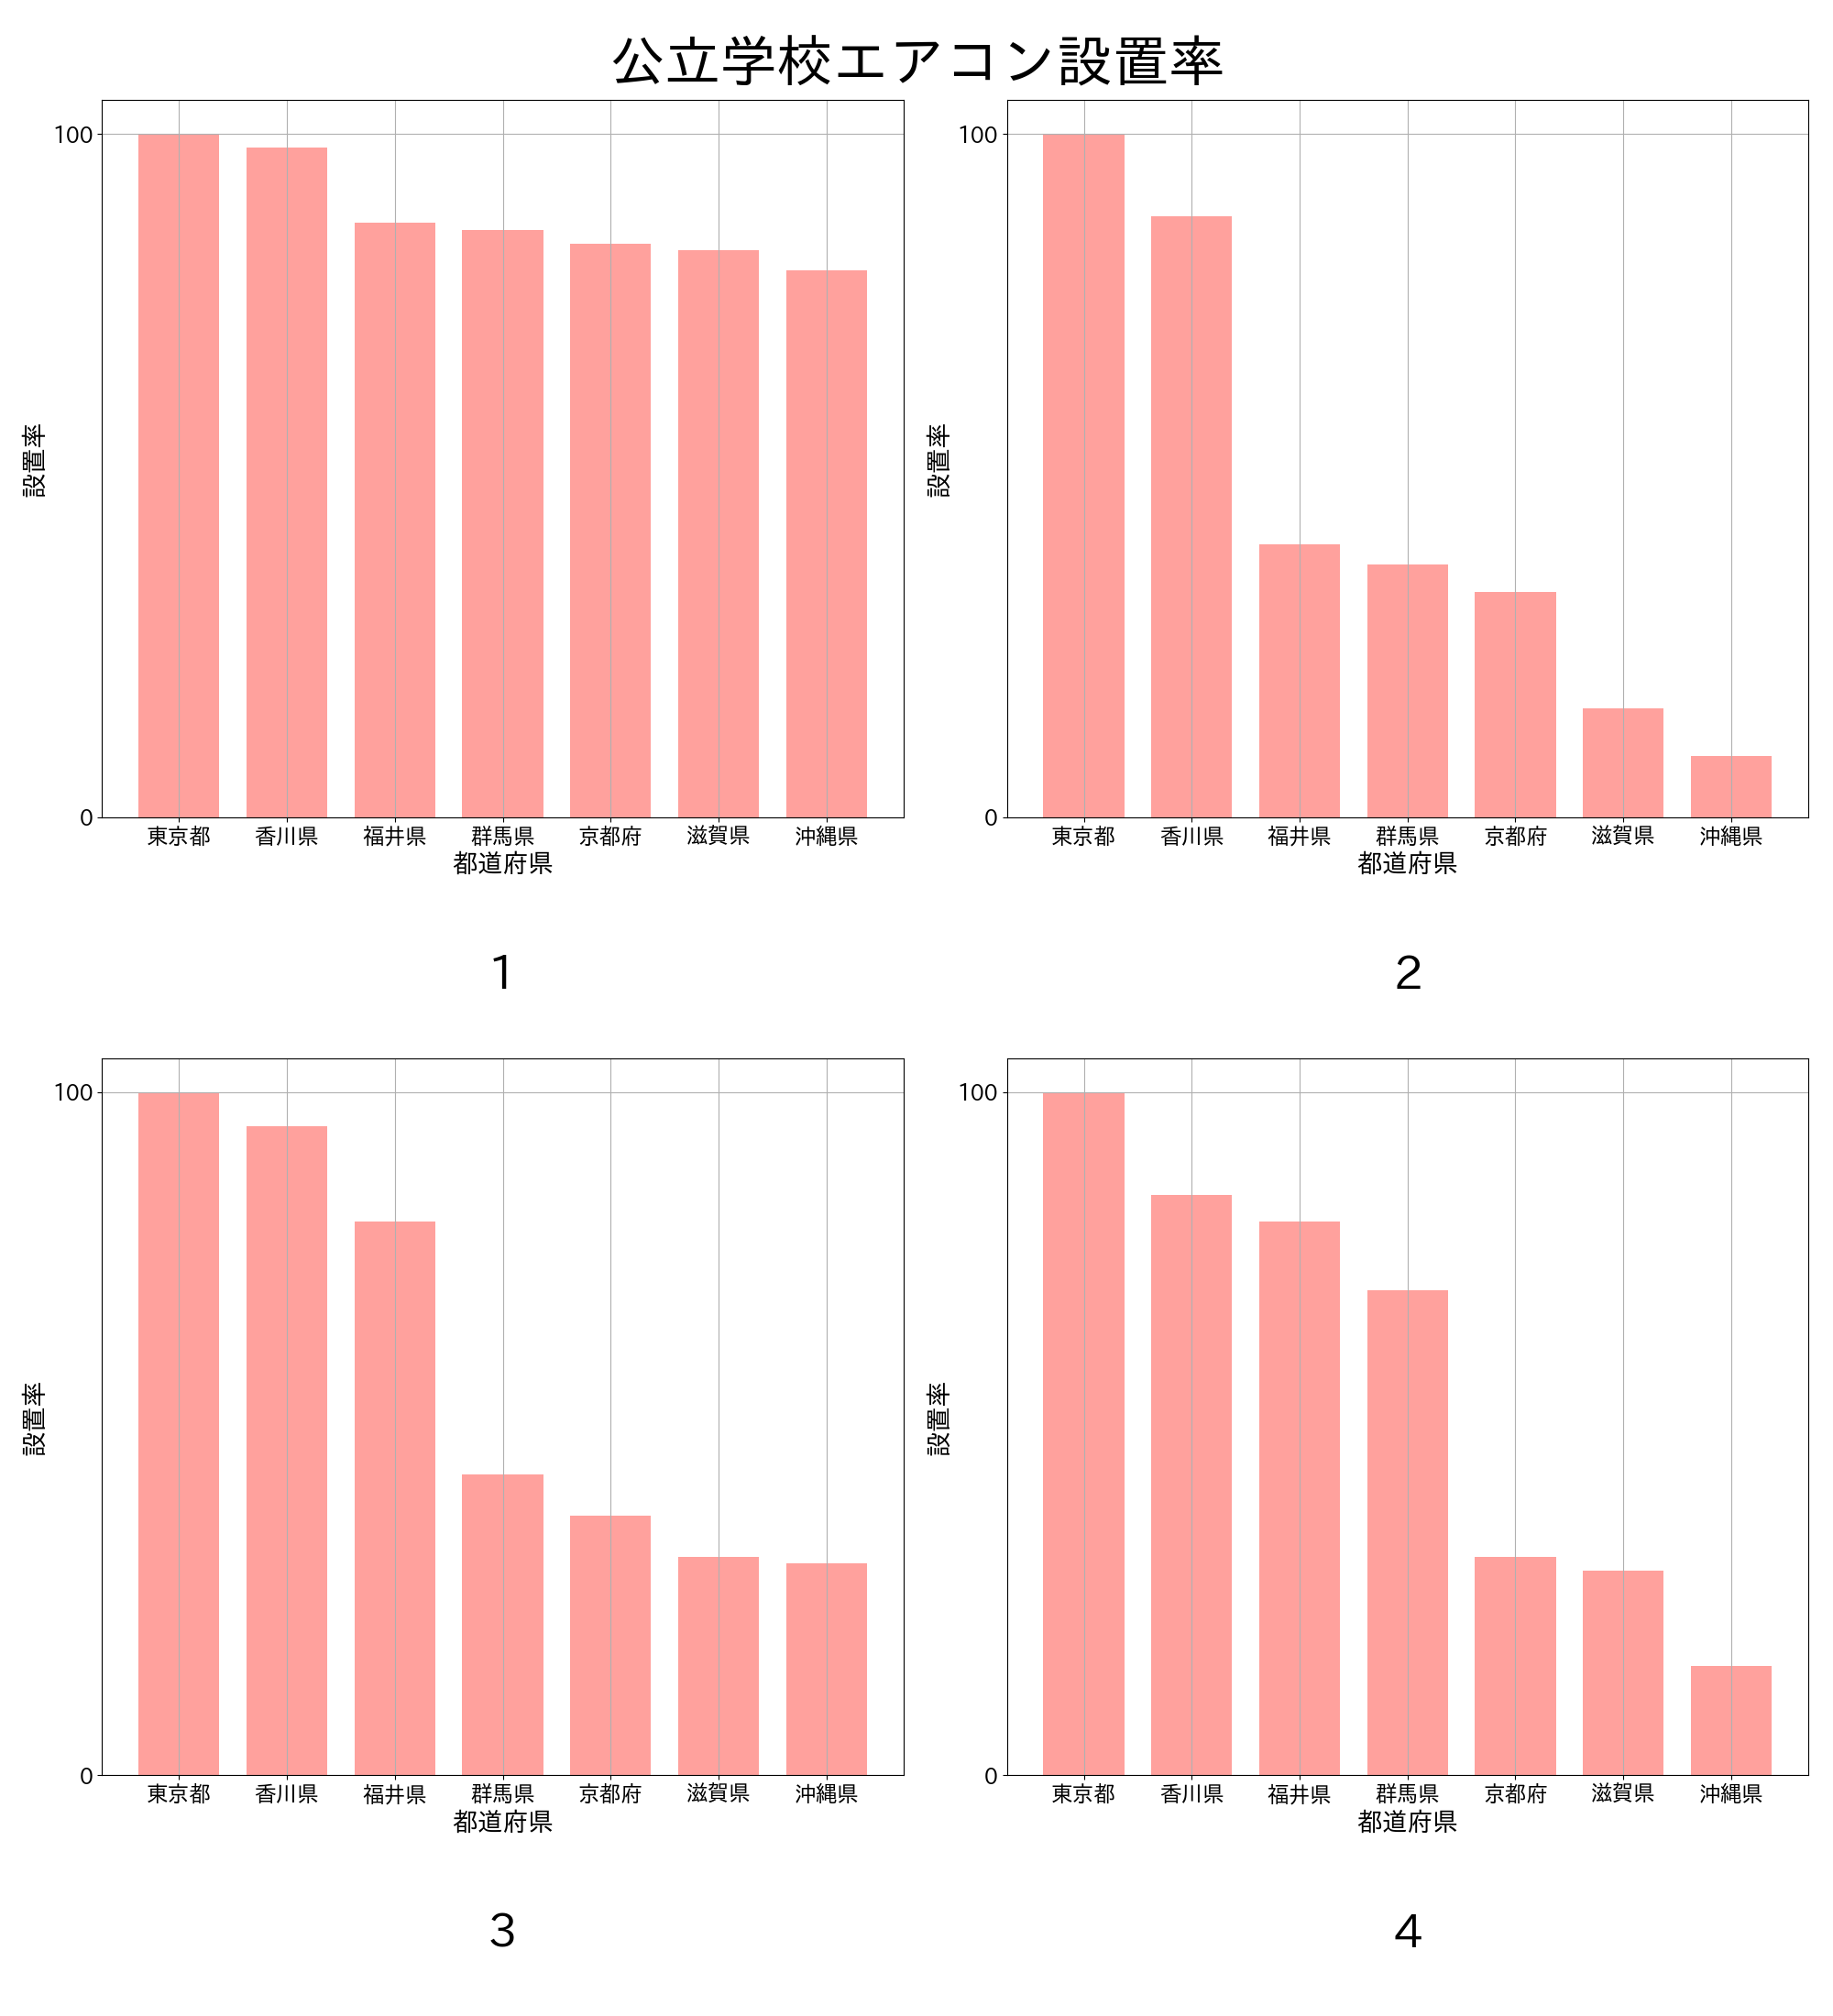 公立学校エアコン設置率
100
設置率
0
東京都 香川県 福井県 群馬県 京都府 滋賀県 沖縄県
都道府県
1
100
設置率
0
東京都 香川県 福井県 群馬県 京都府 滋賀県 沖縄県
都道府県
2
100
設置率
0
東京都 香川県 福井県 群馬県 京都府 滋賀県 沖縄県
都道府県
3
100
設置率
0
東京都 香川県 福井県 群馬県 京都府 滋賀県 沖縄県
都道府県
4